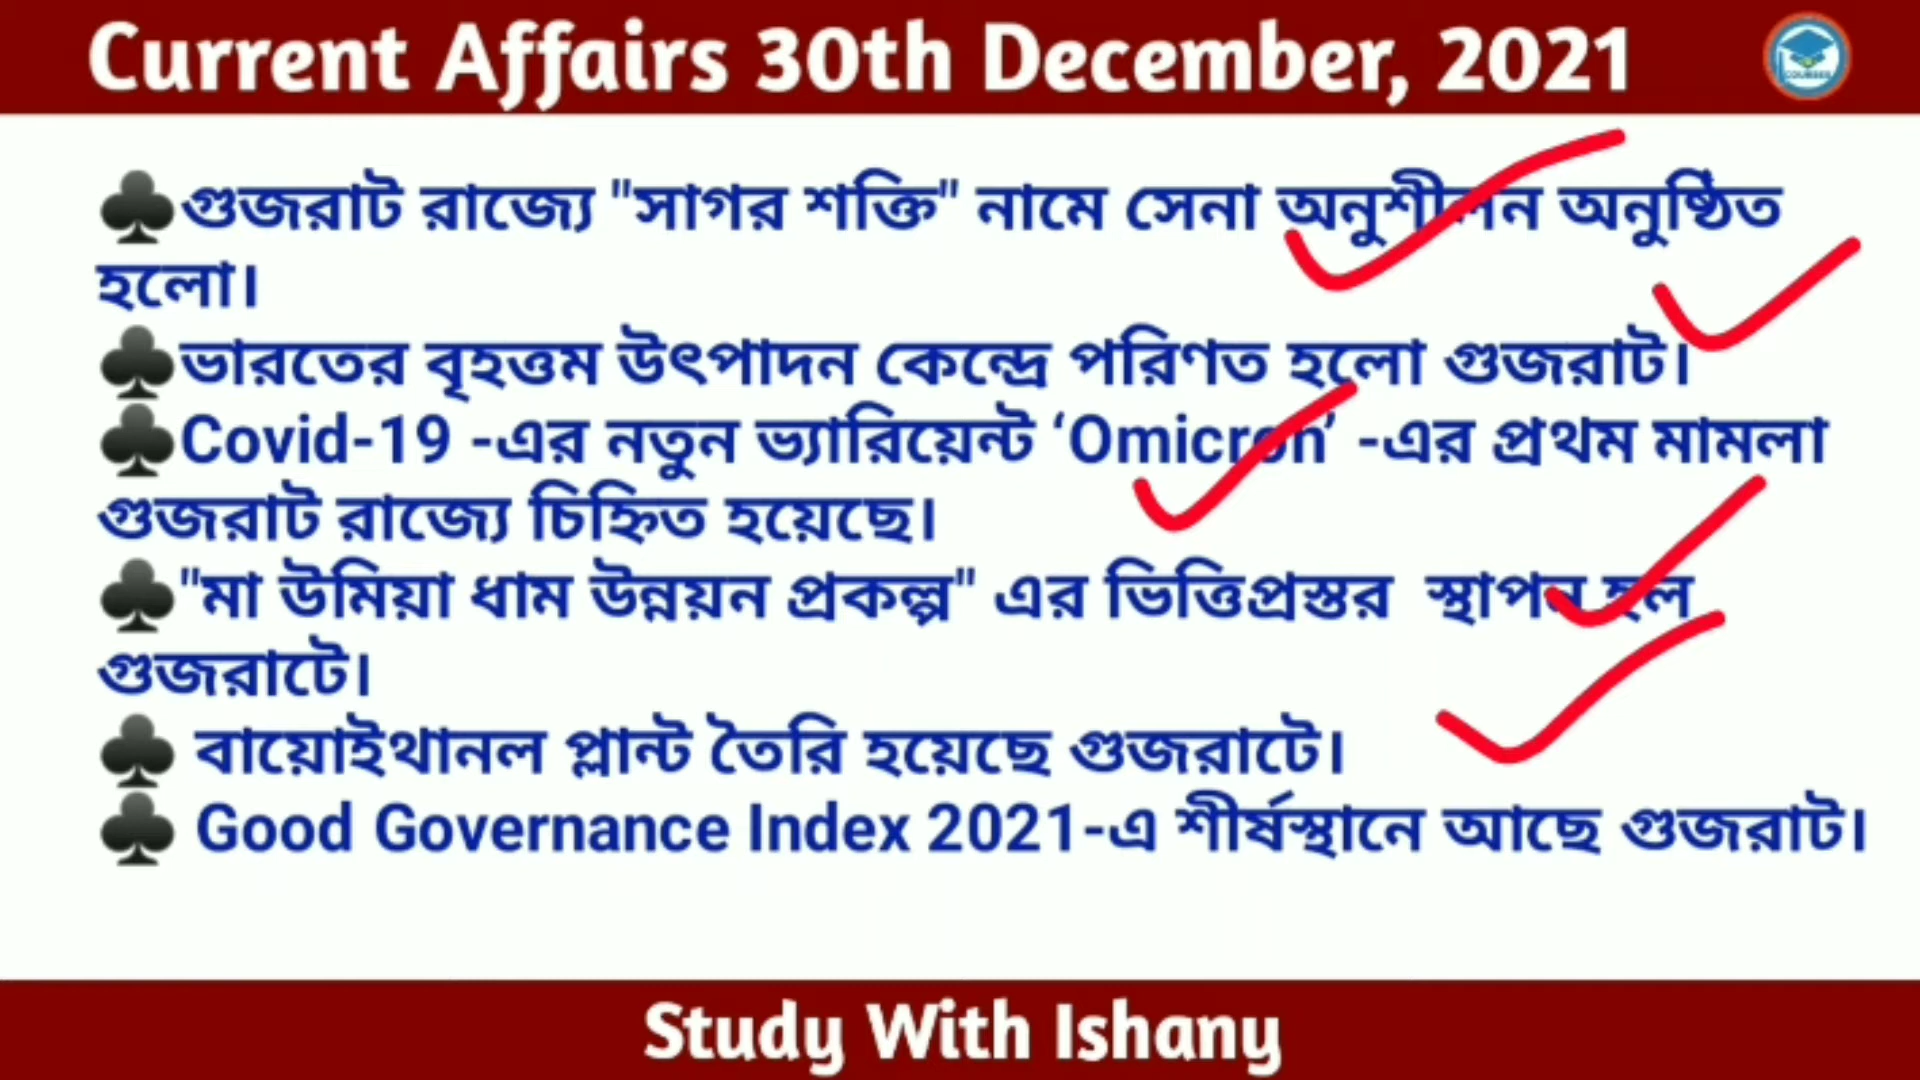 Current Affairs 30th December, 2021
COURSES
♣গুজরাট রাজ্যে "সাগর শক্তি" নামে সেনা অনুশীলন অনুষ্ঠিত
হলো।
♣ভারতের বৃহত্তম উৎপাদন কেন্দ্রে পরিণত হলো গুজরাট।
♣Covid-19 -এর নতুন ভ্যারিয়েন্ট ‘Omicron’ -এর প্রথম মামলা
গুজরাট রাজ্যে চিহ্নিত হয়েছে।
♣"মা উমিয়া ধাম উন্নয়ন প্রকল্প" এর ভিত্তিপ্রস্তর স্থাপন হল
গুজরাটে।
♣ বায়োইথানল প্লান্ট তৈরি হয়েছে গুজরাটে।
♣ Good Governance Index 2021-এ শীর্ষস্থানে আছে গুজরাট।
Study With Ishany